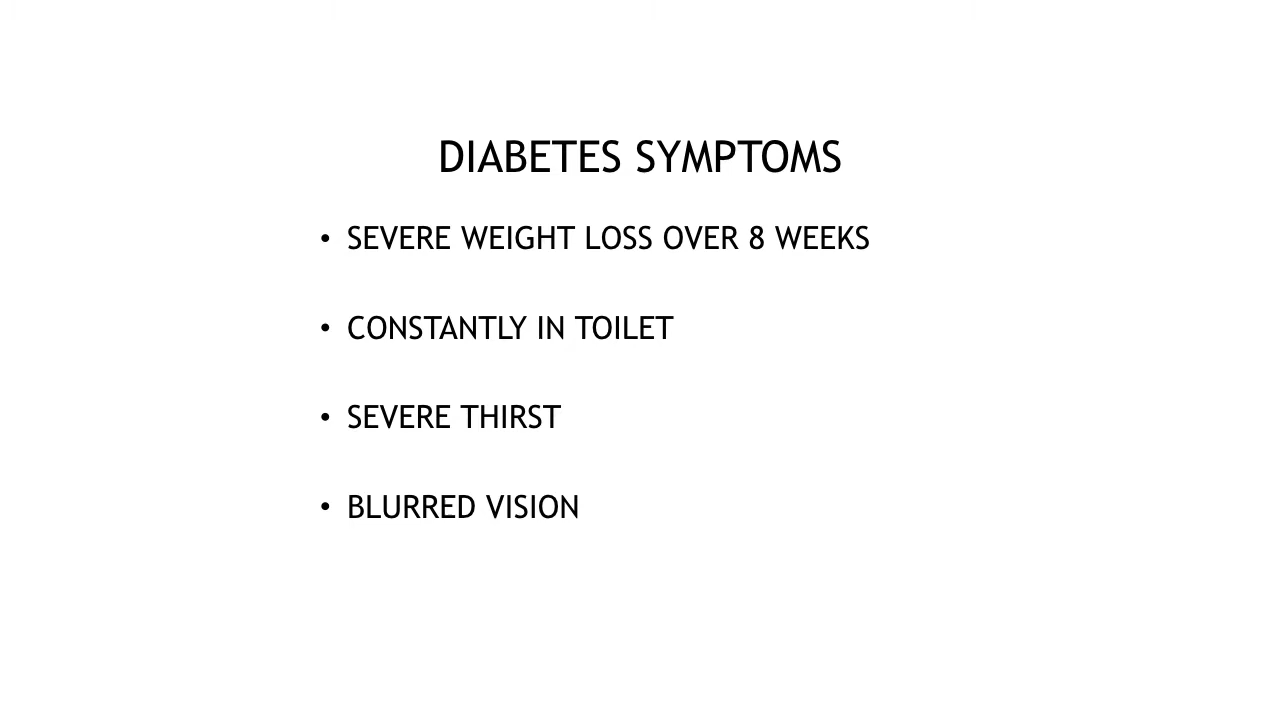 DIABETES SYMPTOMS
• SEVERE WEIGHT LOSS OVER 8 WEEKS
• CONSTANTLY IN TOILET
• SEVERE THIRST
• BLURRED VISION